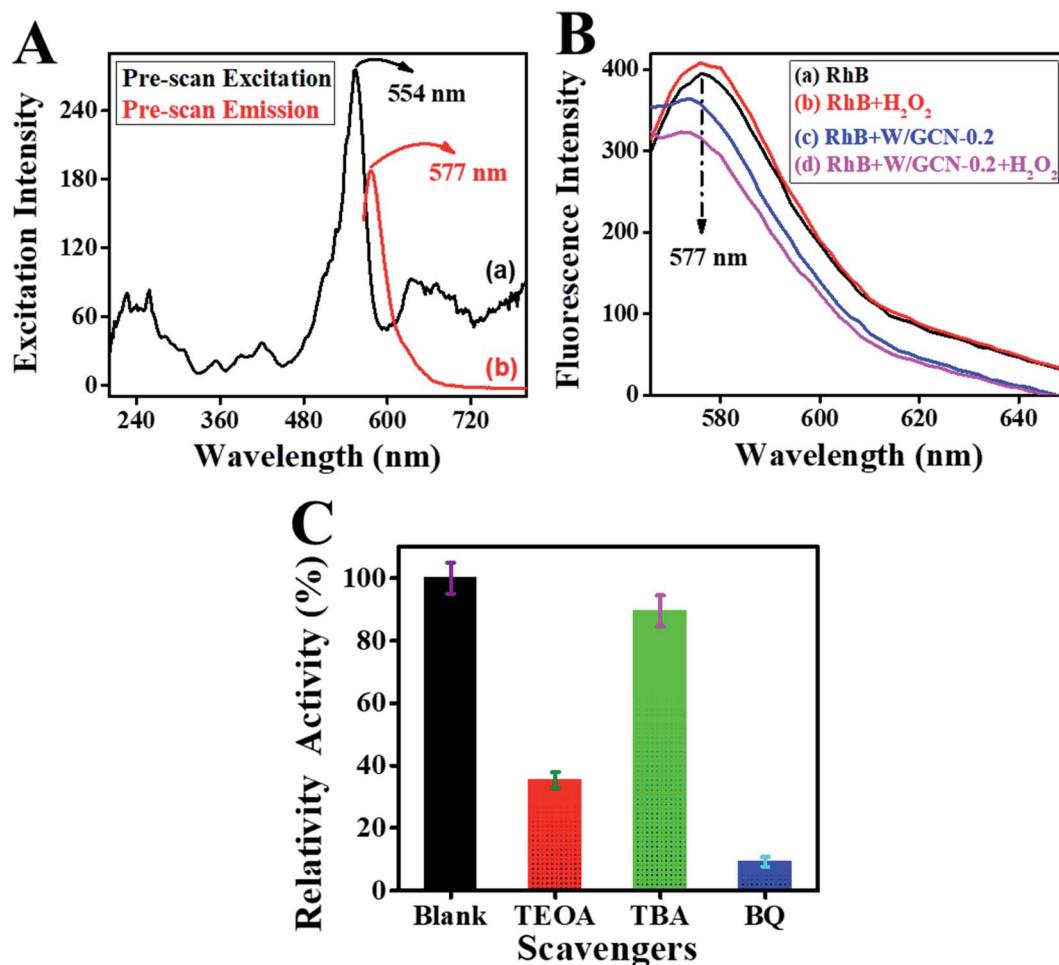 A
Pre-scan Excitation
Pre-scan Emission
554 nm
577 nm
(a)
(b)
Excitation Intensity
240
180
120
60
0
240 360 480 600 720
Wavelength (nm)
B
(a) RhB
(b) RhB+H₂O₂
(c) RhB+W/GCN-0.2
(d) RhB+W/GCN-0.2+H₂O₂
577 nm
Fluorescence Intensity
400
300
200
100
0
580 600 620 640
Wavelength (nm)
C
Relativity Activity (%)
100
80
60
40
20
0
Blank TEOA TBA BQ
Scavengers